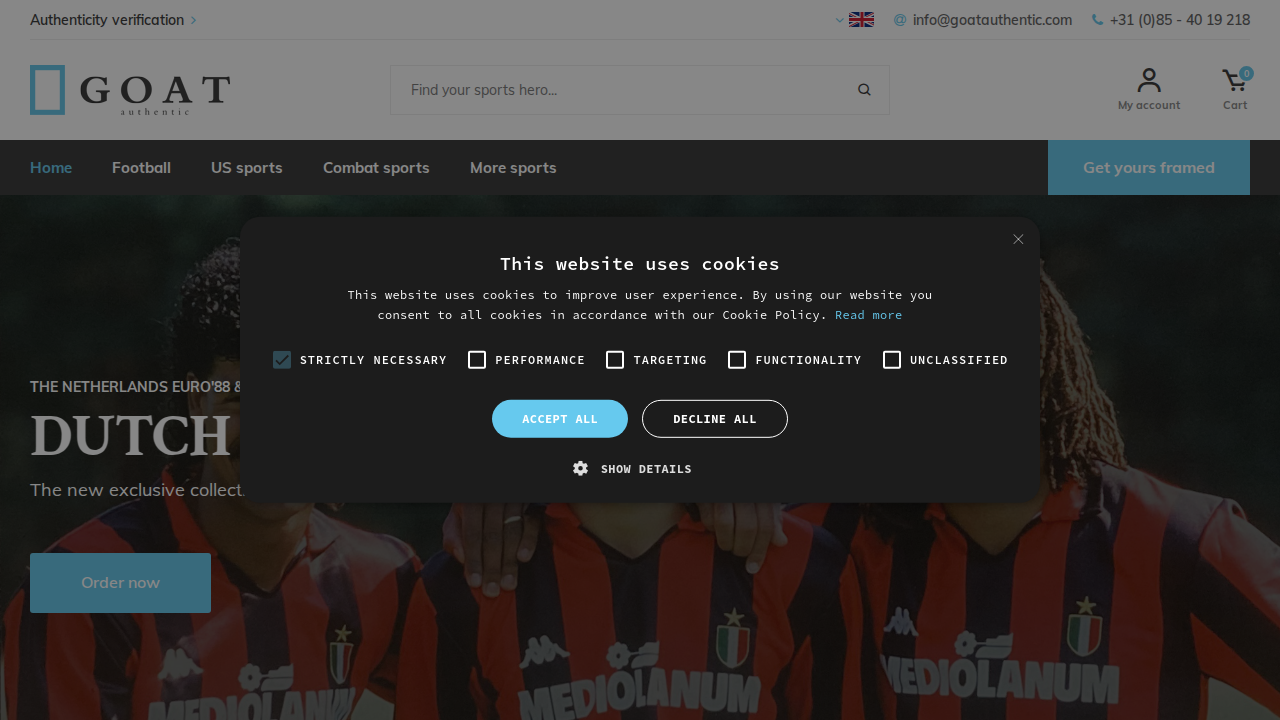 Authenticity verification
info@goatauthentic.com
+31 (0)85 - 40 19 218
GOAT
authentic
Find your sports hero...
My account
0
Cart
Home
Football
US sports
Combat sports
More sports
Get yours framed
This website uses cookies
This website uses cookies to improve user experience. By using our website you
consent to all cookies in accordance with our Cookie Policy. Read more
STRICTLY NECESSARY
PERFORMANCE
TARGETING
FUNCTIONALITY
UNCLASSIFIED
ACCEPT ALL
DECLINE ALL
SHOW DETAILS
THE NETHERLANDS EURO'88 &
DUTCH
The new exclusive collect
Order now
MEDIOLANUM
MEDIOLANUM
MEDIOLANUM